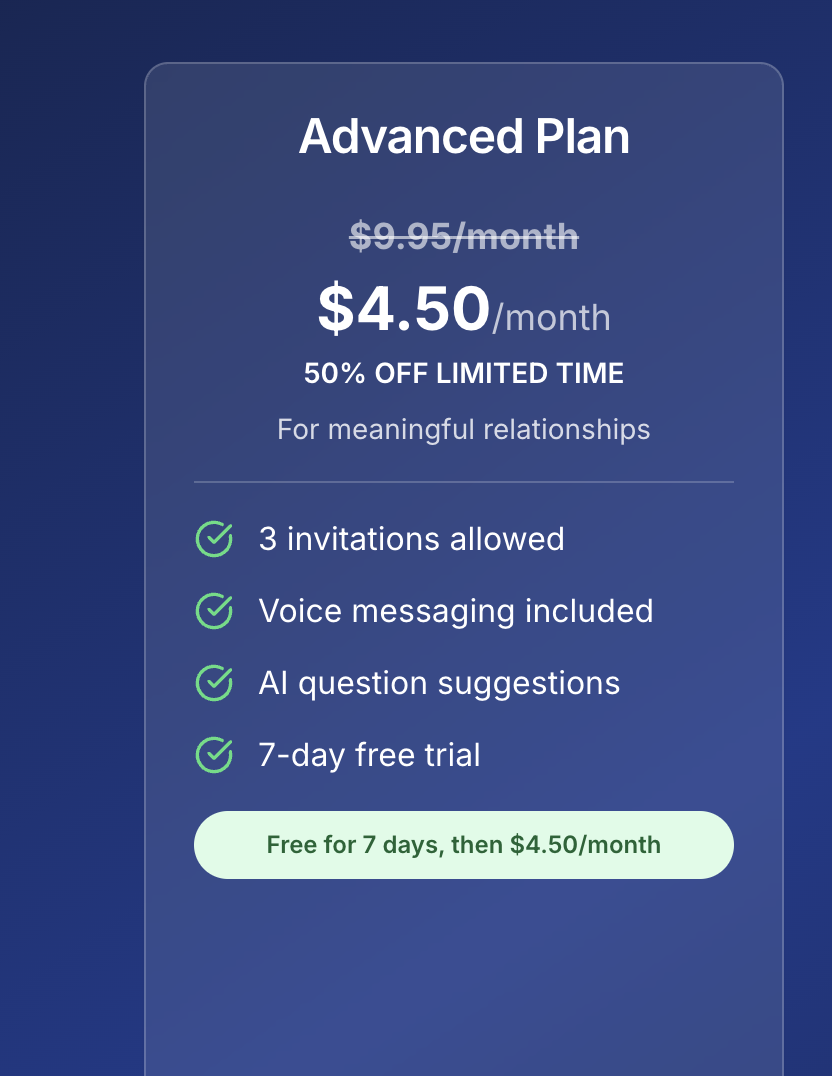 Advanced Plan
$9.95/month
$4.50/month
50% OFF LIMITED TIME
For meaningful relationships
3 invitations allowed
Voice messaging included
AI question suggestions
7-day free trial
Free for 7 days, then $4.50/month